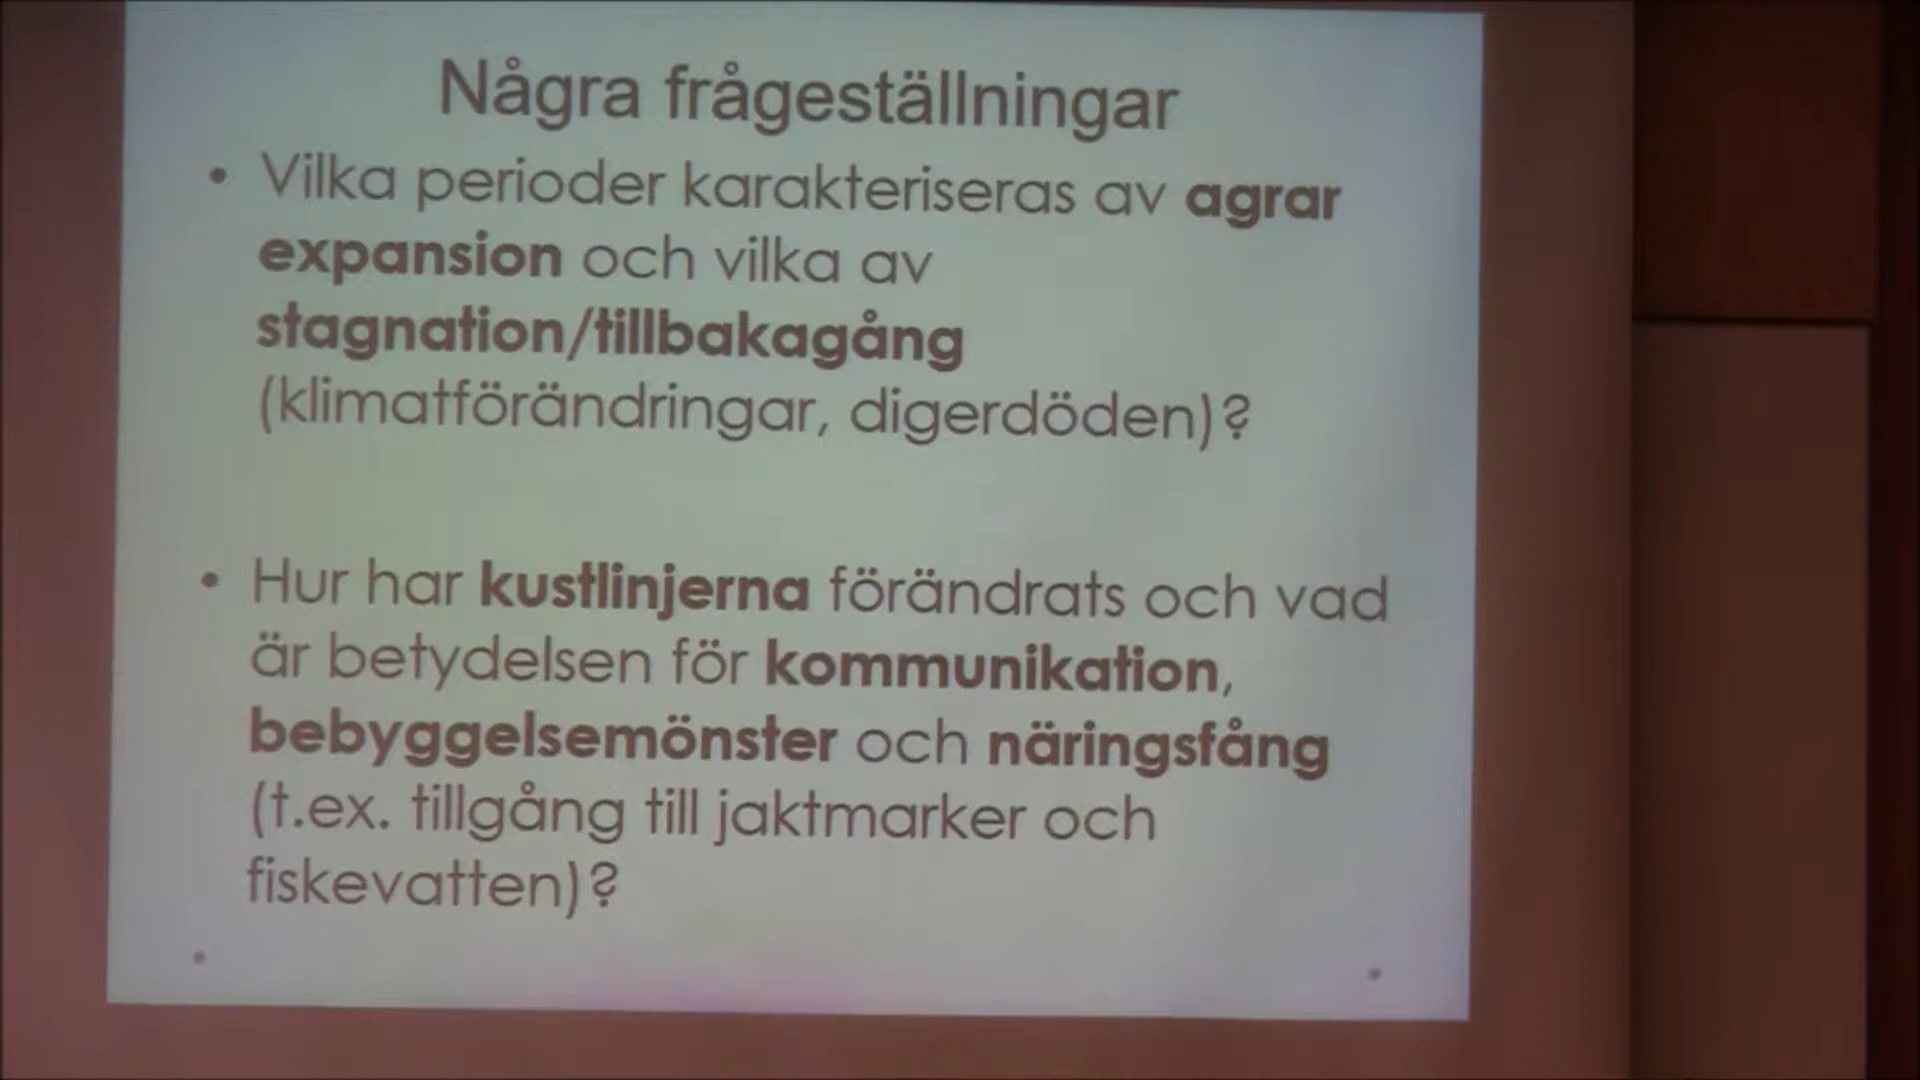 Några frågeställningar
• Vilka perioder karakteriseras av agrar
expansion och vilka av
stagnation/tillbakagång
(klimatförändringar, digerdöden)?
• Hur har kustlinjerna förändrats och vad
är betydelsen för kommunikation,
bebyggelsemönster och näringsfång
(t.ex. tillgång till jaktmarker och
fiskevatten)?